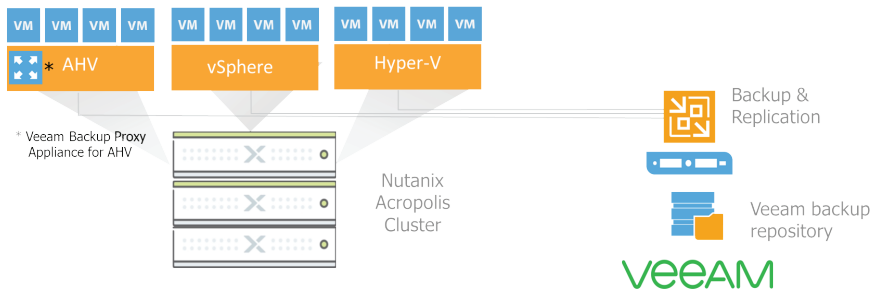 VM VM VM VM VM VM VM VM VM VM VM VM
* AHV vSphere Hyper-V
* Veeam Backup Proxy
Appliance for AHV
Backup &
Replication
Nutanix
Acropolis
Cluster
Veeam backup
repository
veeAM